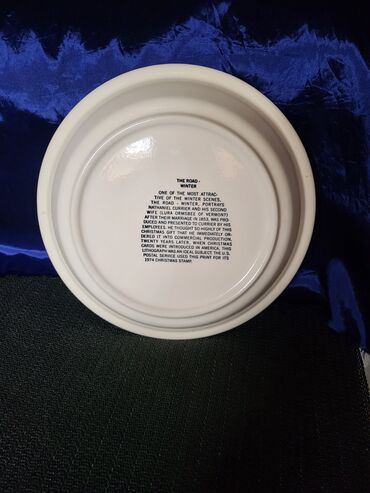 THE ROAD -
WINTER
ONE OF THE MOST ATTRAC-
TIVE OF THE WINTER SCENES,
THE ROAD - WINTER, PORTRAYS
NATHANIEL CURRIER AND HIS SECOND
WIFE (LURA ORMSBEE OF VERMONT)
AFTER THEIR MARRIAGE IN 1853. WAS PRO-
DUCED AND PRESENTED TO CURRIER BY HIS
EMPLOYEES. HE THOUGHT SO HIGHLY OF THIS
CHRISTMAS GIFT THAT HE IMMEDIATELY OR-
DERED IT INTO COMMERCIAL PRODUCTION.
TWENTY YEARS LATER, WHEN CHRISTMAS
CARDS WERE INTRODUCED IN AMERICA, THIS
LITHOGRAPH WAS AN IDEAL SUBJECT. THE U.S.
POSTAL SERVICE USED THIS PRINT FOR ITS
1974 CHRISTMAS STAMP.